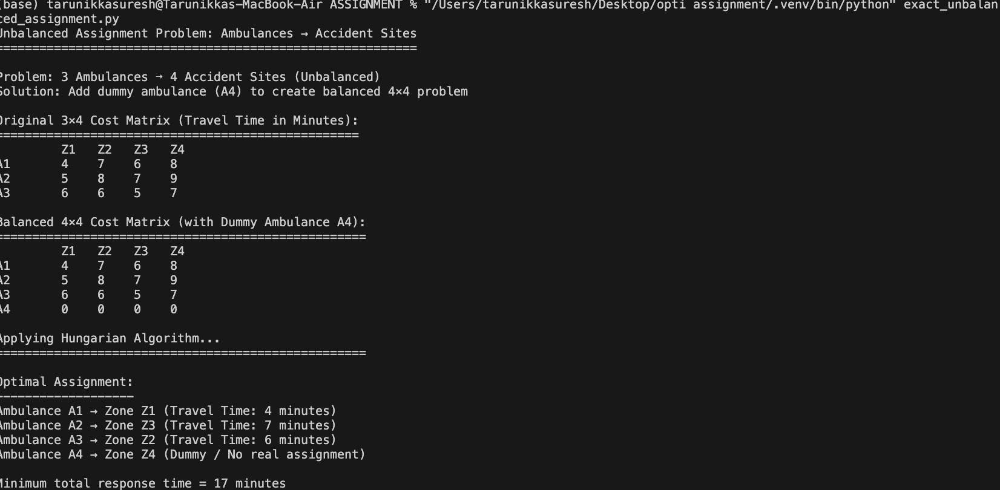 (base) tarunikkasuresh@Tarunikkas-MacBook-Air ASSIGNMENT % "/Users/tarunikkasuresh/Desktop/opti assignment/.venv/bin/python" exact_unbalan
ced_assignment.py
Unbalanced Assignment Problem: Ambulances → Accident Sites
==========================================================

Problem: 3 Ambulances → 4 Accident Sites (Unbalanced)
Solution: Add dummy ambulance (A4) to create balanced 4×4 problem

Original 3×4 Cost Matrix (Travel Time in Minutes):
==================================================
         Z1   Z2   Z3   Z4
A1       4    7    6    8
A2       5    8    7    9
A3       6    6    5    7

Balanced 4×4 Cost Matrix (with Dummy Ambulance A4):
===================================================
         Z1   Z2   Z3   Z4
A1       4    7    6    8
A2       5    8    7    9
A3       6    6    5    7
A4       0    0    0    0

Applying Hungarian Algorithm...
===================================================

Optimal Assignment:
-------------------
Ambulance A1 → Zone Z1 (Travel Time: 4 minutes)
Ambulance A2 → Zone Z3 (Travel Time: 7 minutes)
Ambulance A3 → Zone Z2 (Travel Time: 6 minutes)
Ambulance A4 → Zone Z4 (Dummy / No real assignment)

Minimum total response time = 17 minutes